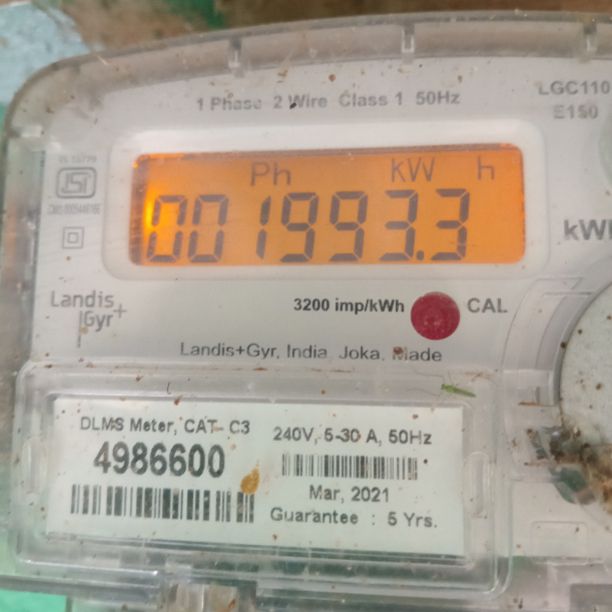 1 Phase 2 Wire Class 1 50Hz
LGC110
E150
Ph kW h
001993.3
kWh
Landis+
Gyr
3200 imp/kWh
CAL
Landis+Gyr, India, Joka, Made
DLMS Meter, CAT- C3
4986600
240V, 5-30 A, 50Hz
Mar, 2021
Guarantee : 5 Yrs.